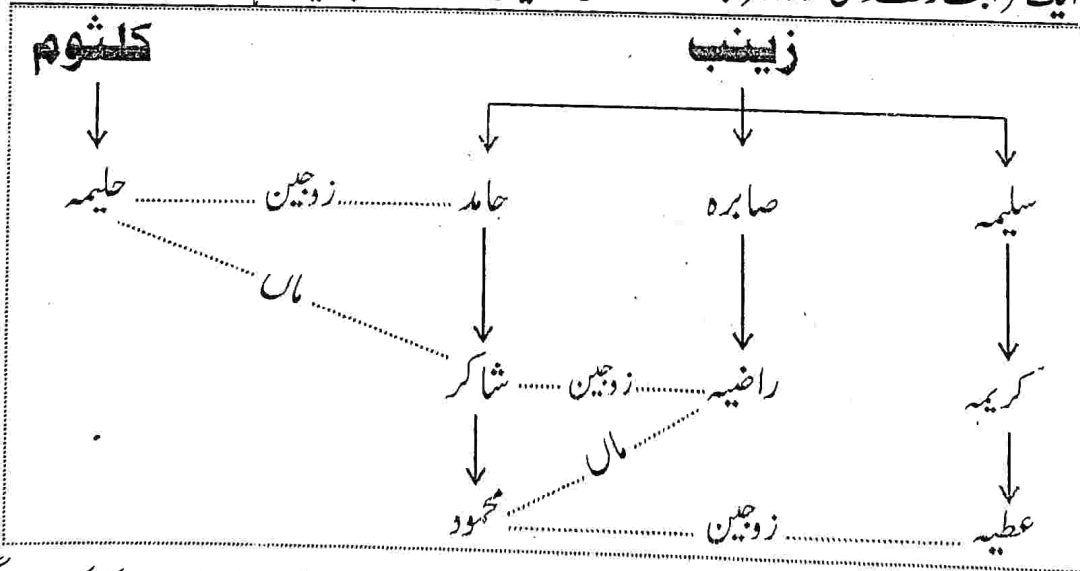 زینب کلثوم
سلیمہ صابرہ حامد زوجین حلیمہ
ماں
کریمہ راضیہ زوجین شاکر
ماں
عطیہ زوجین محمود